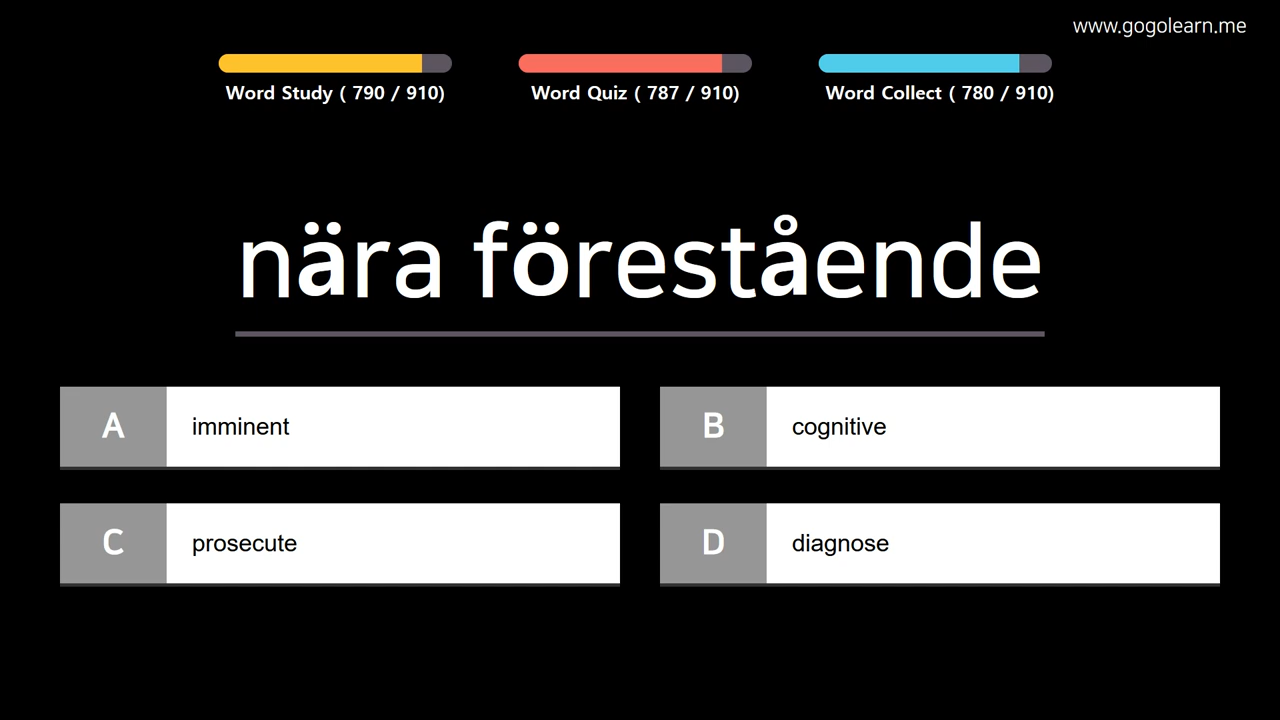 www.gogolearn.me
Word Study ( 790 / 910)
Word Quiz ( 787 / 910)
Word Collect ( 780 / 910)
nära förestående
A imminent
B cognitive
C prosecute
D diagnose